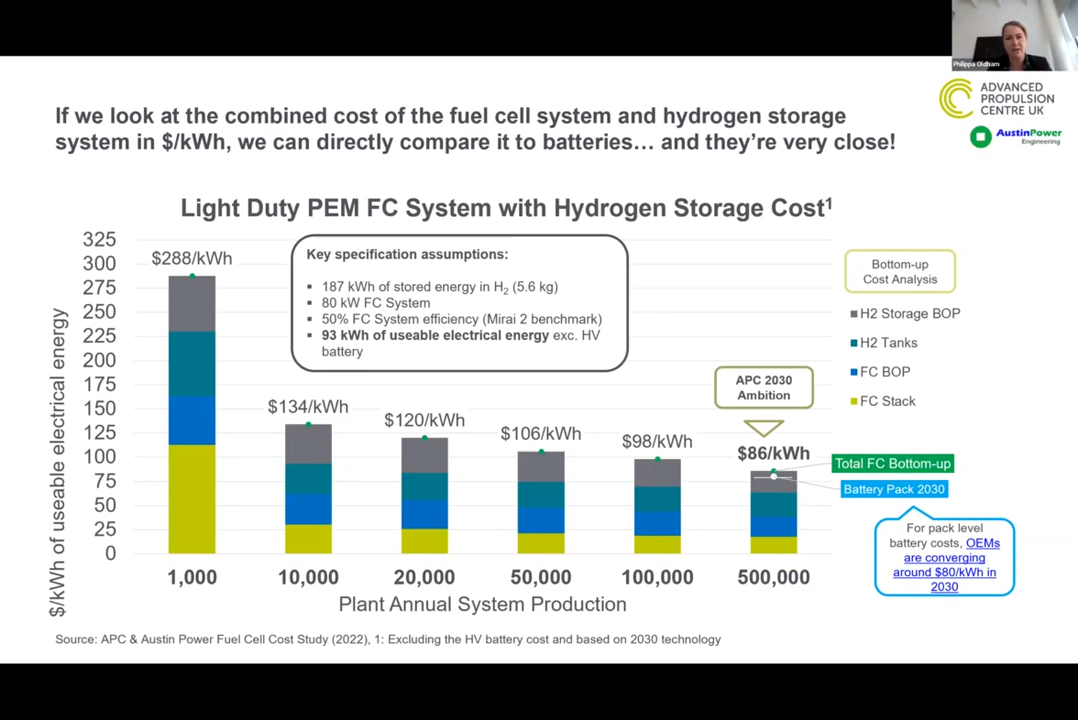 Philippa Oldham
ADVANCED
PROPULSION
CENTRE UK
AustinPower
Engineering
If we look at the combined cost of the fuel cell system and hydrogen storage
system in $/kWh, we can directly compare it to batteries… and they're very close!
Light Duty PEM FC System with Hydrogen Storage Cost¹
$/kWh of useable electrical energy
325
300
275
250
225
200
175
150
125
100
75
50
25
0
$288/kWh
$134/kWh
$120/kWh
$106/kWh
$98/kWh
$86/kWh
Key specification assumptions:
▪ 187 kWh of stored energy in H₂ (5.6 kg)
▪ 80 kW FC System
▪ 50% FC System efficiency (Mirai 2 benchmark)
▪ 93 kWh of useable electrical energy exc. HV
battery
APC 2030
Ambition
Bottom-up
Cost Analysis
H2 Storage BOP
H2 Tanks
FC BOP
FC Stack
Total FC Bottom-up
Battery Pack 2030
For pack level
battery costs, OEMs
are converging
around $80/kWh in
2030
1,000
10,000
20,000
50,000
100,000
500,000
Plant Annual System Production
Source: APC & Austin Power Fuel Cell Cost Study (2022), 1: Excluding the HV battery cost and based on 2030 technology